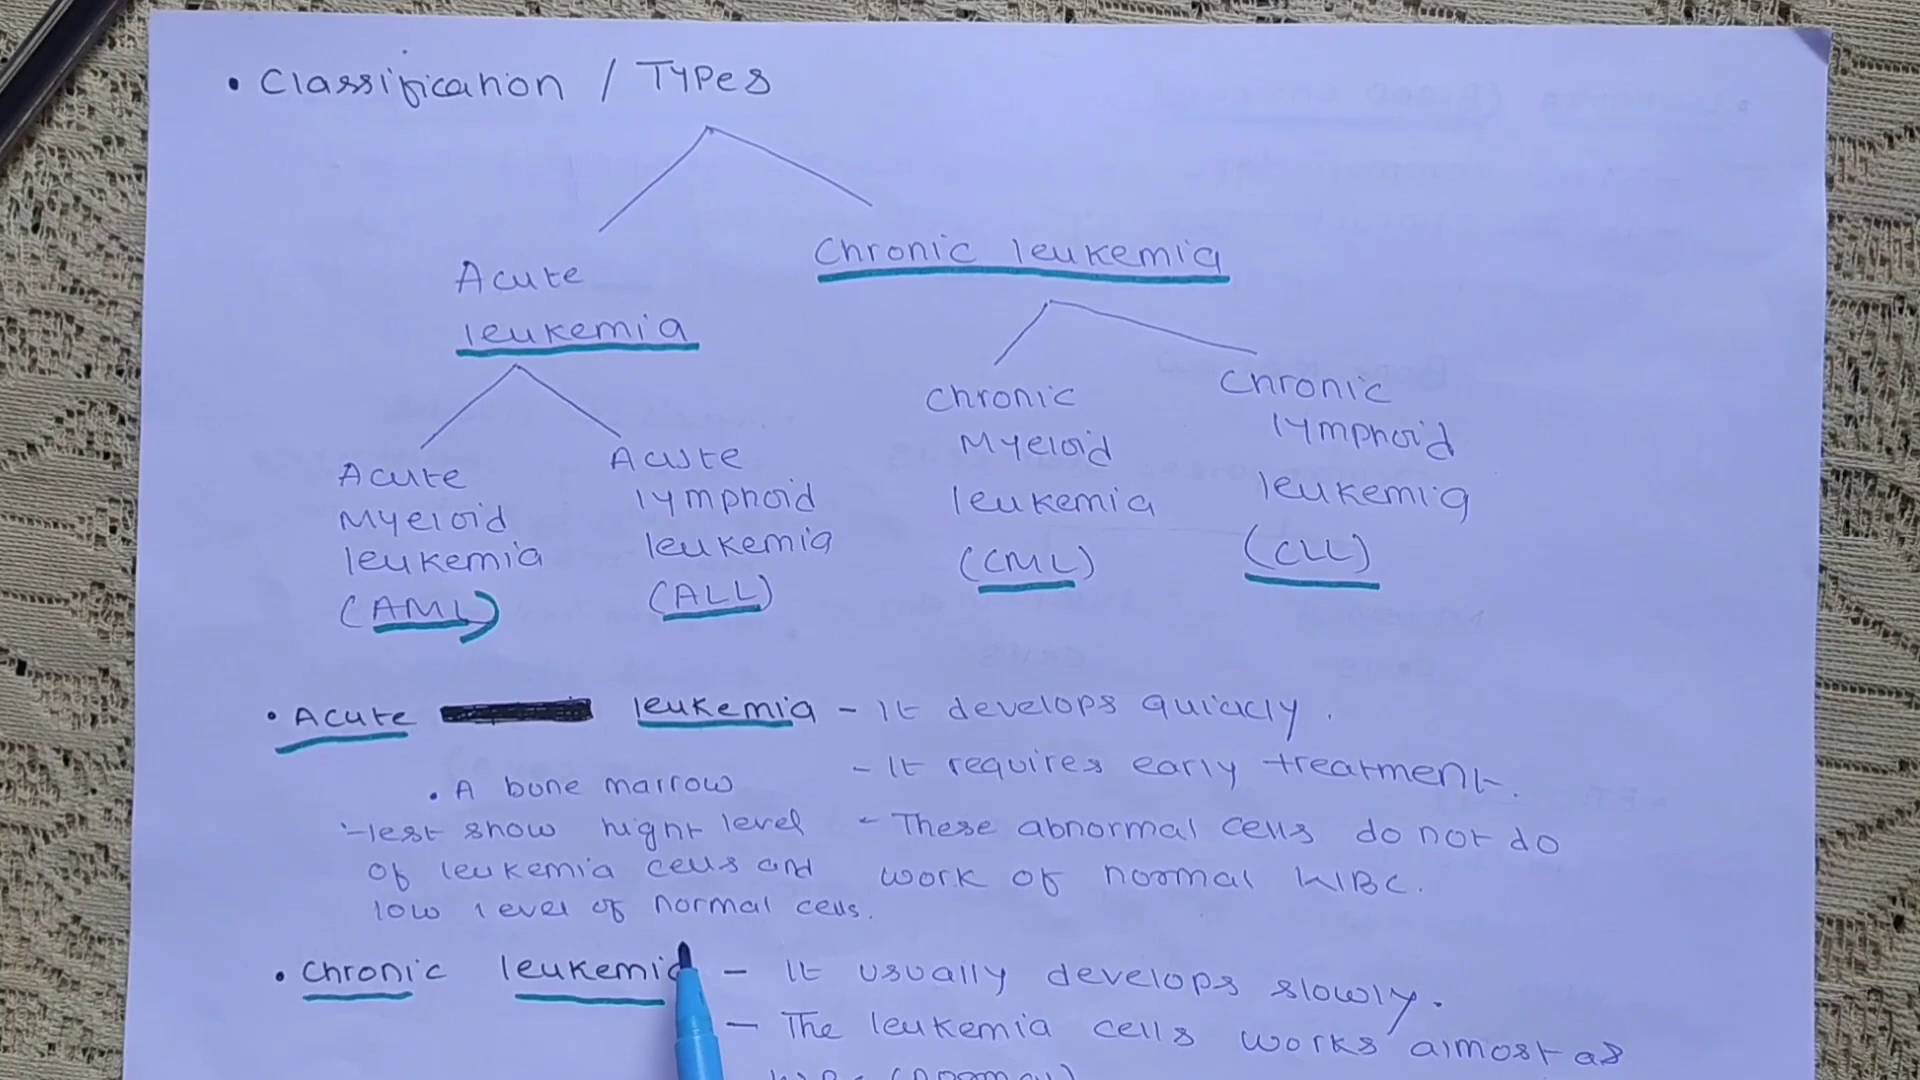 • Classification / Types
Acute
leukemia
Chronic leukemia
Acute
Myeloid
leukemia
(AML)
Acute
lymphoid
leukemia
(ALL)
Chronic
Myeloid
leukemia
(CML)
Chronic
lymphoid
leukemia
(CLL)
• Acute leukemia - It develops quickly.
- It requires early treatment.
- These abnormal cells do not do
work of normal WBC.
• A bone marrow
test show hight level
of leukemia cells and
low level of normal cells.
• Chronic leukemia - It usually develops slowly.
- The leukemia cells works almost as